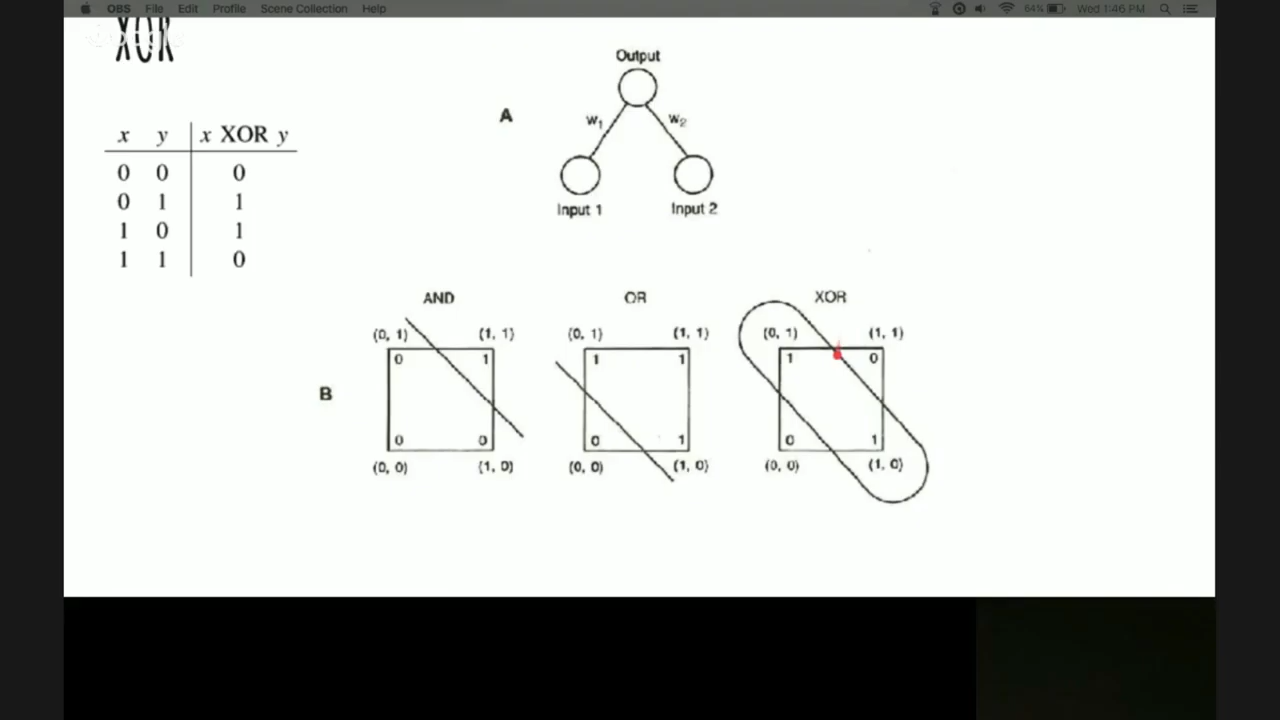 OBS File Edit Profile Scene Collection Help 64% Wed 1:46 PM
XOR
Google
x y x XOR y
0 0 0
0 1 1
1 0 1
1 1 0
Output
A
w1 w2
Input 1 Input 2
AND OR XOR
(0, 1) (1, 1) (0, 1) (1, 1) (0, 1) (1, 1)
0 1 1 1 1 0
B
0 0 0 1 0 1
(0, 0) (1, 0) (0, 0) (1, 0) (0, 0) (1, 0)